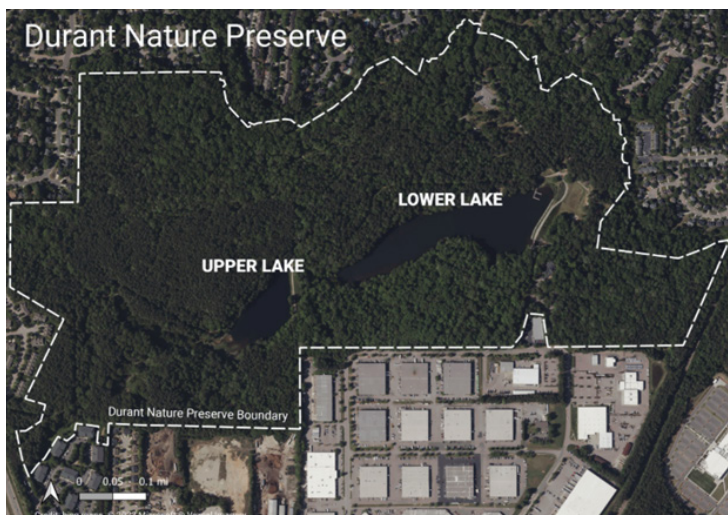 Durant Nature Preserve
LOWER LAKE
UPPER LAKE
Durant Nature Preserve Boundary
0 0.05 0.1 mi